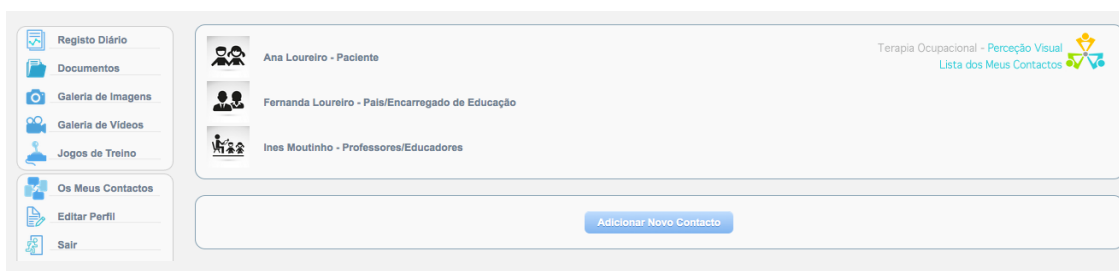 Registo Diário
Documentos
Galeria de Imagens
Galeria de Vídeos
Jogos de Treino
Os Meus Contactos
Editar Perfil
Sair
Terapia Ocupacional - Perceção Visual
Lista dos Meus Contactos
Ana Loureiro - Paciente
Fernanda Loureiro - Pais/Encarregado de Educação
Ines Moutinho - Professores/Educadores
Adicionar Novo Contacto